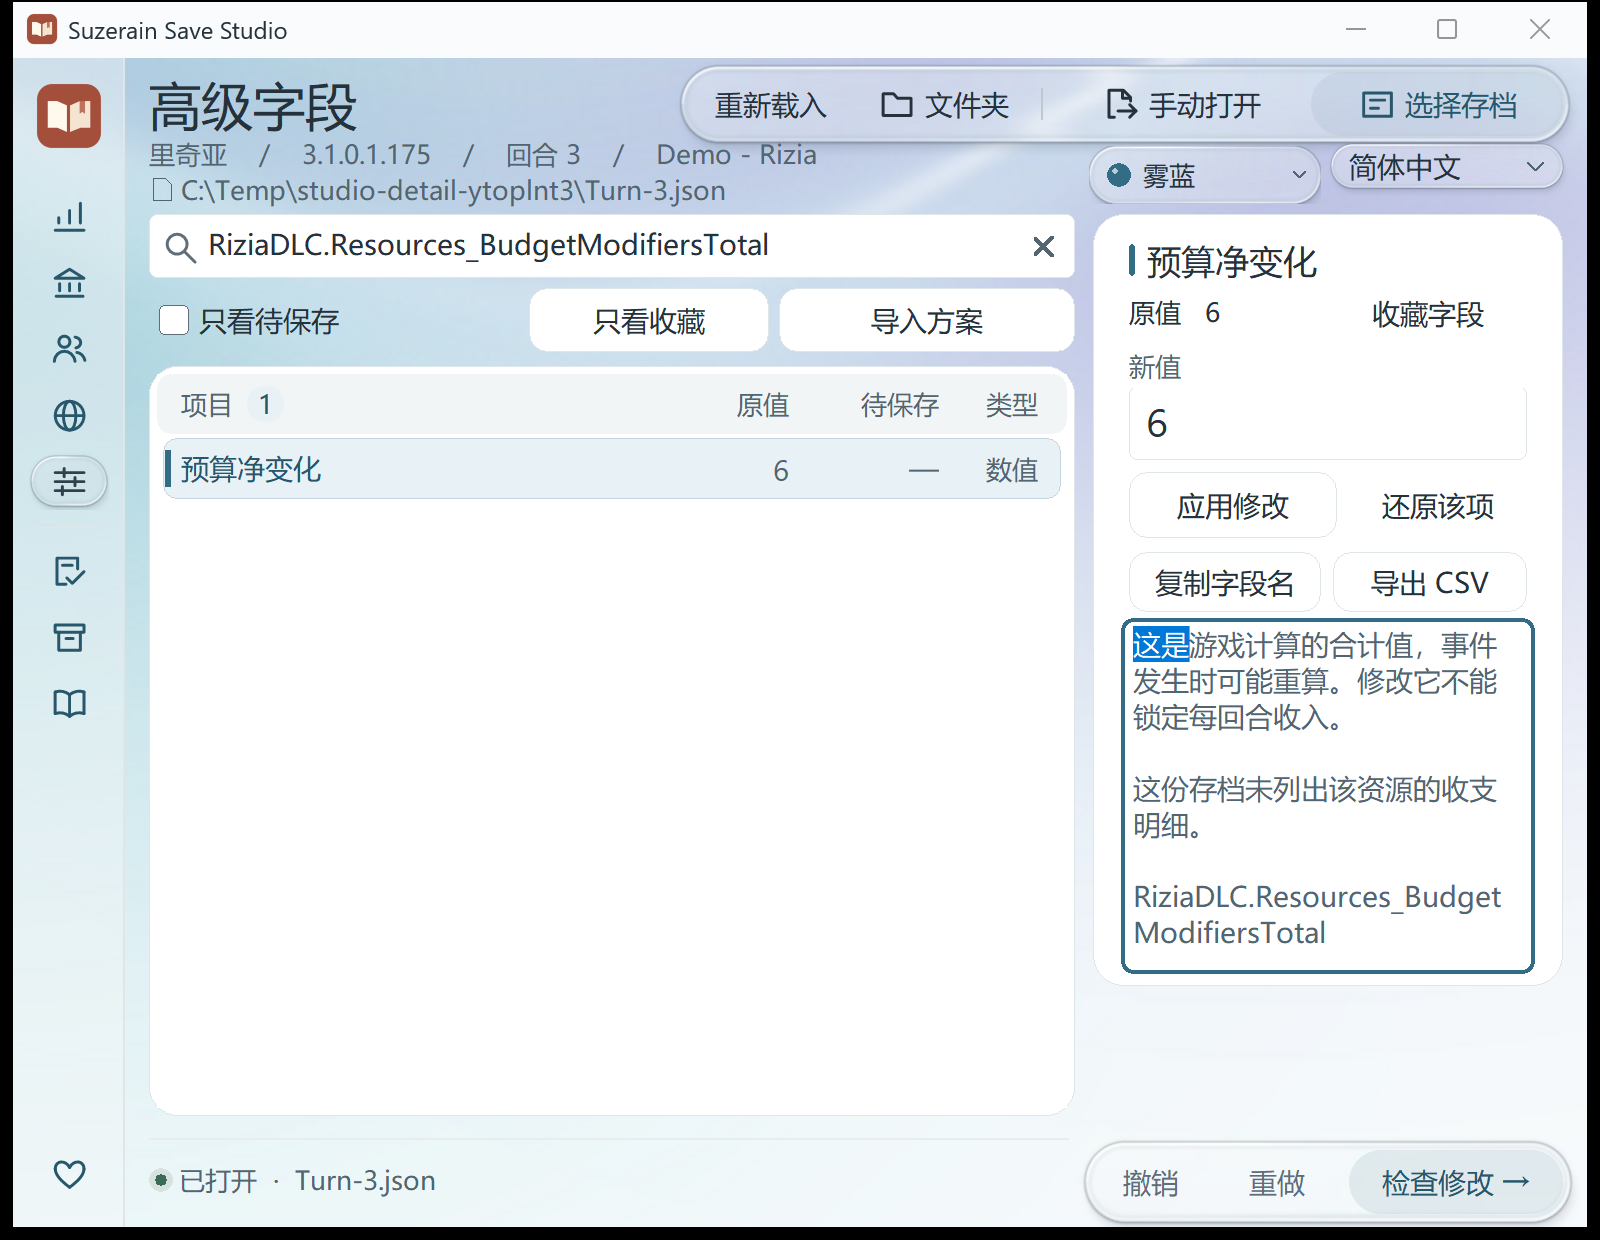 Suzerain Save Studio
高级字段
重新载入
文件夹
手动打开
选择存档
里奇亚 / 3.1.0.1.175 / 回合 3 / Demo - Rizia
C:\Temp\studio-detail-ytoplnt3\Turn-3.json
雾蓝
简体中文
RiziaDLC.Resources_BudgetModifiersTotal
只看待保存
只看收藏
导入方案
项目 1 原值 待保存 类型
预算净变化 6 — 数值
预算净变化
原值 6 收藏字段
新值
6
应用修改
还原该项
复制字段名
导出 CSV
这是游戏计算的合计值，事件
发生时可能重算。修改它不能
锁定每回合收入。
这份存档未列出该资源的收支
明细。
RiziaDLC.Resources_Budget
ModifiersTotal
已打开 · Turn-3.json
撤销
重做
检查修改 →